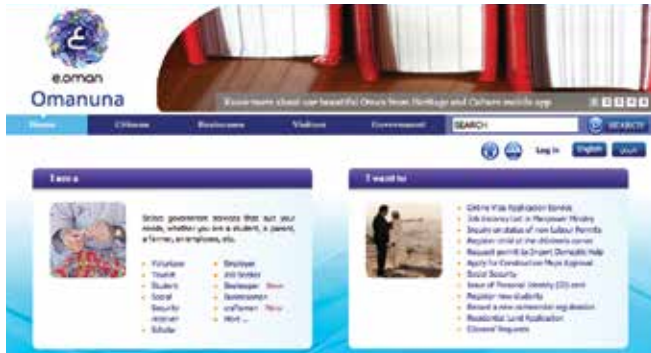 e.oman
Omanuna
Know more about our beautiful Oman from Heritage and Culture mobile app
Home Citizens Businesses Visitors Government SEARCH SEARCH
Log in English
I am a
I want to
Select government services that suit your
needs, whether you are a student, a parent,
a farmer, an employee, etc.
Volunteer
Tourist
Student
Social
Security
Scholar
Employee
Job Seeker
Beekeeper New
Businessman
craftsman New
More ...
Online Visa Application Service
Job Vacancy List in Manpower Ministry
Inquiry on status of new Labour Permits
Register child at the children's corner
Request permit to Import Domestic Help
Apply for Construction Maps Approval
Social Security
Issue of Personal Identity (ID) card
Register new students
Record a new commercial registration
Residential Land Application
Citizens' Requests